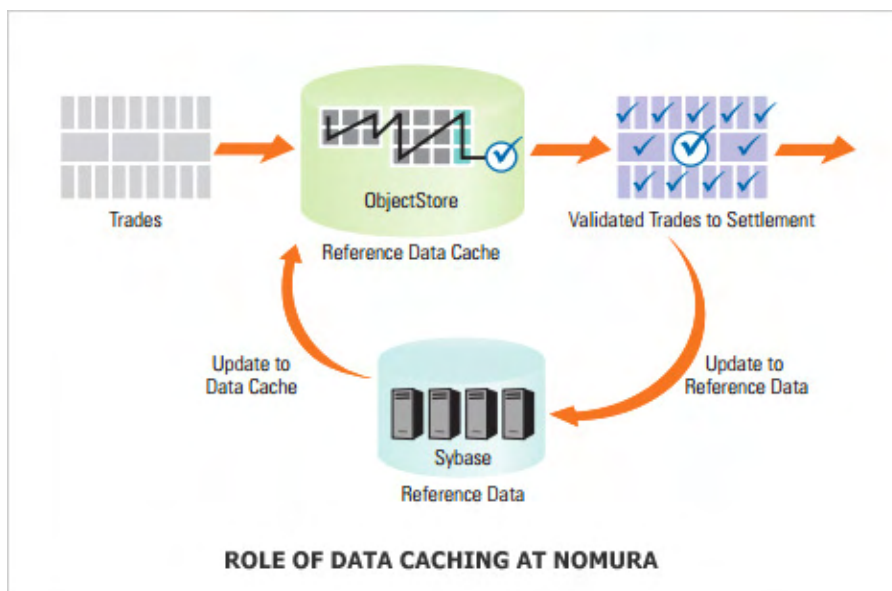 Trades
ObjectStore
Reference Data Cache
Validated Trades to Settlement
Update to
Data Cache
Update to
Reference Data
Sybase
Reference Data
ROLE OF DATA CACHING AT NOMURA